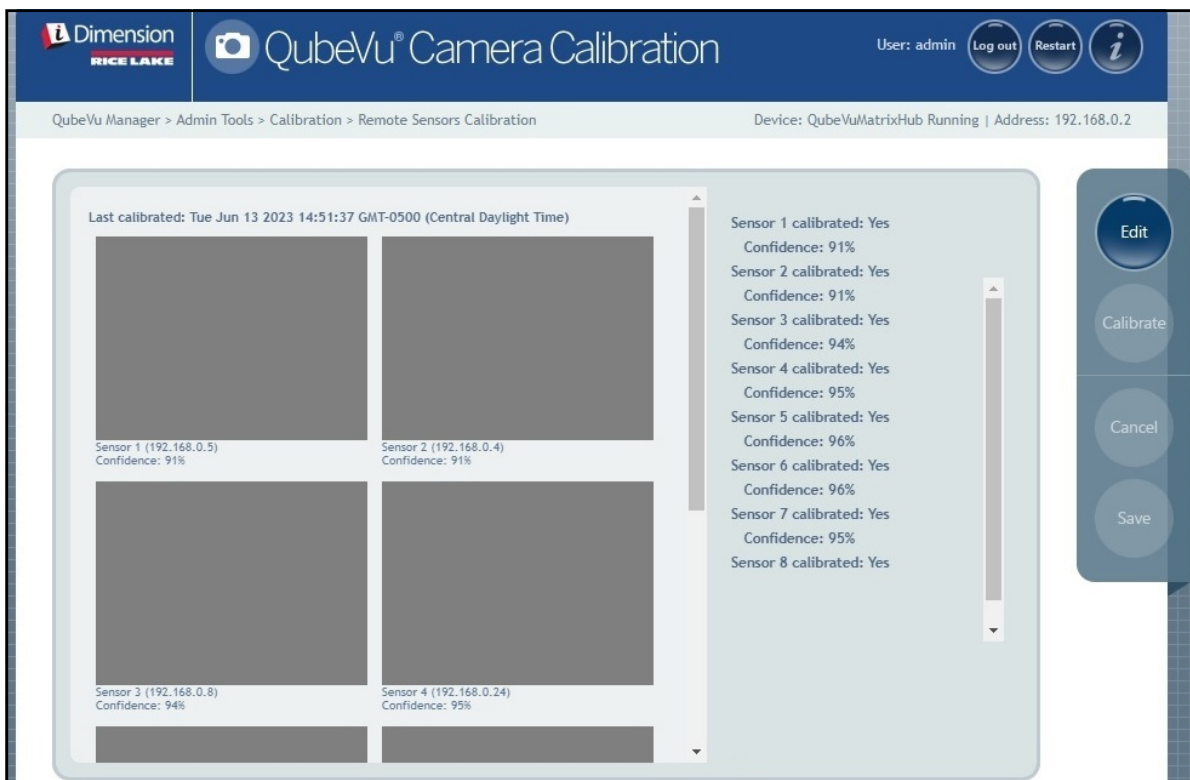 i Dimension
RICE LAKE
QubeVu® Camera Calibration
User: admin
Log out
Restart
i
QubeVu Manager > Admin Tools > Calibration > Remote Sensors Calibration
Device: QubeVuMatrixHub Running | Address: 192.168.0.2
Last calibrated: Tue Jun 13 2023 14:51:37 GMT-0500 (Central Daylight Time)
Sensor 1 (192.168.0.5)
Confidence: 91%
Sensor 2 (192.168.0.4)
Confidence: 91%
Sensor 3 (192.168.0.8)
Confidence: 94%
Sensor 4 (192.168.0.24)
Confidence: 95%
Sensor 1 calibrated: Yes
Confidence: 91%
Sensor 2 calibrated: Yes
Confidence: 91%
Sensor 3 calibrated: Yes
Confidence: 94%
Sensor 4 calibrated: Yes
Confidence: 95%
Sensor 5 calibrated: Yes
Confidence: 96%
Sensor 6 calibrated: Yes
Confidence: 96%
Sensor 7 calibrated: Yes
Confidence: 95%
Sensor 8 calibrated: Yes
Edit
Calibrate
Cancel
Save